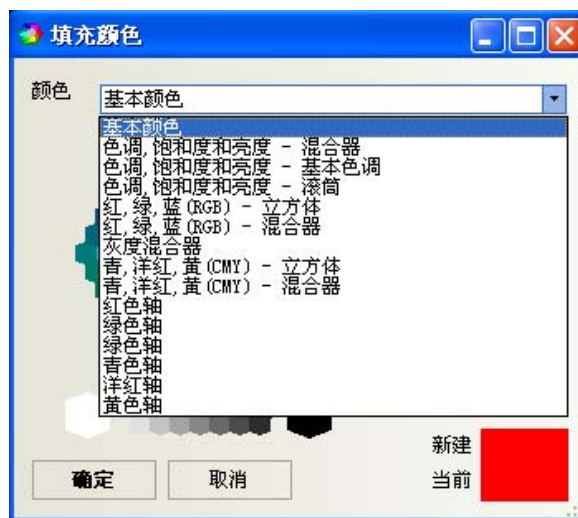 填充颜色
颜色
基本颜色
基本颜色
色调,饱和度和亮度 - 混合器
色调,饱和度和亮度 - 基本色调
色调,饱和度和亮度 - 滚筒
红,绿,蓝(RGB) - 立方体
红,绿,蓝(RGB) - 混合器
灰度混合器
青,洋红,黄(CMY) - 立方体
青,洋红,黄(CMY) - 混合器
红色轴
绿色轴
绿色轴
青色轴
洋红轴
黄色轴
新建
当前
确定
取消